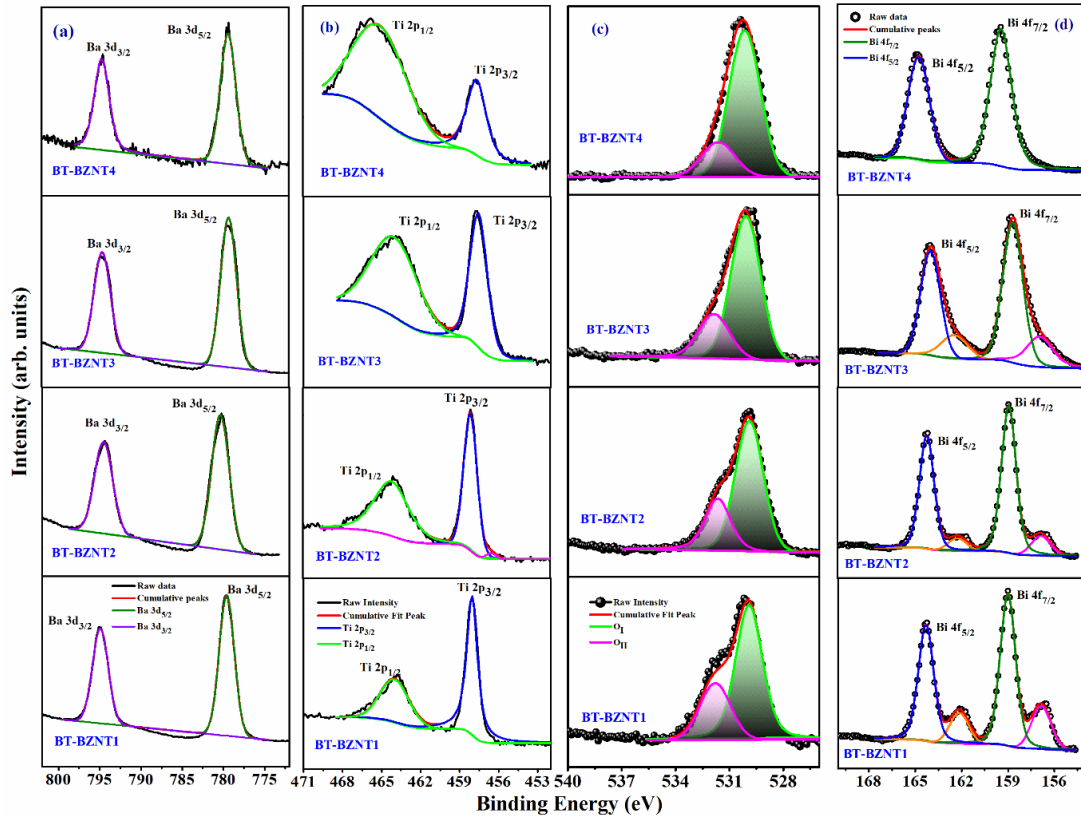 Intensity (arb. units)
(a)
Ba 3d3/2
Ba 3d5/2
BT-BZNT4
Ba 3d3/2
Ba 3d5/2
BT-BZNT3
Ba 3d3/2
Ba 3d5/2
BT-BZNT2
Raw data
Cumulative peaks
Ba 3d5/2
Ba 3d3/2
Ba 3d3/2
Ba 3d5/2
BT-BZNT1
800 795 790 785 780 775
(b)
Ti 2p1/2
Ti 2p3/2
BT-BZNT4
Ti 2p1/2
Ti 2p3/2
BT-BZNT3
Ti 2p3/2
Ti 2p1/2
BT-BZNT2
Raw Intensity
Cumulative Fit Peak
Ti 2p3/2
Ti 2p1/2
Ti 2p3/2
Ti 2p1/2
BT-BZNT1
471 468 465 462 459 456 453
(c)
BT-BZNT4
BT-BZNT3
BT-BZNT2
Raw Intensity
Cumulative Fit Peak
OI
OII
BT-BZNT1
540 537 534 531 528
(d)
Raw data
Cumulative peaks
Bi 4f7/2
Bi 4f5/2
Bi 4f7/2
Bi 4f5/2
BT-BZNT4
Bi 4f7/2
Bi 4f5/2
BT-BZNT3
Bi 4f7/2
Bi 4f5/2
BT-BZNT2
Bi 4f7/2
Bi 4f5/2
BT-BZNT1
168 165 162 159 156
Binding Energy (eV)